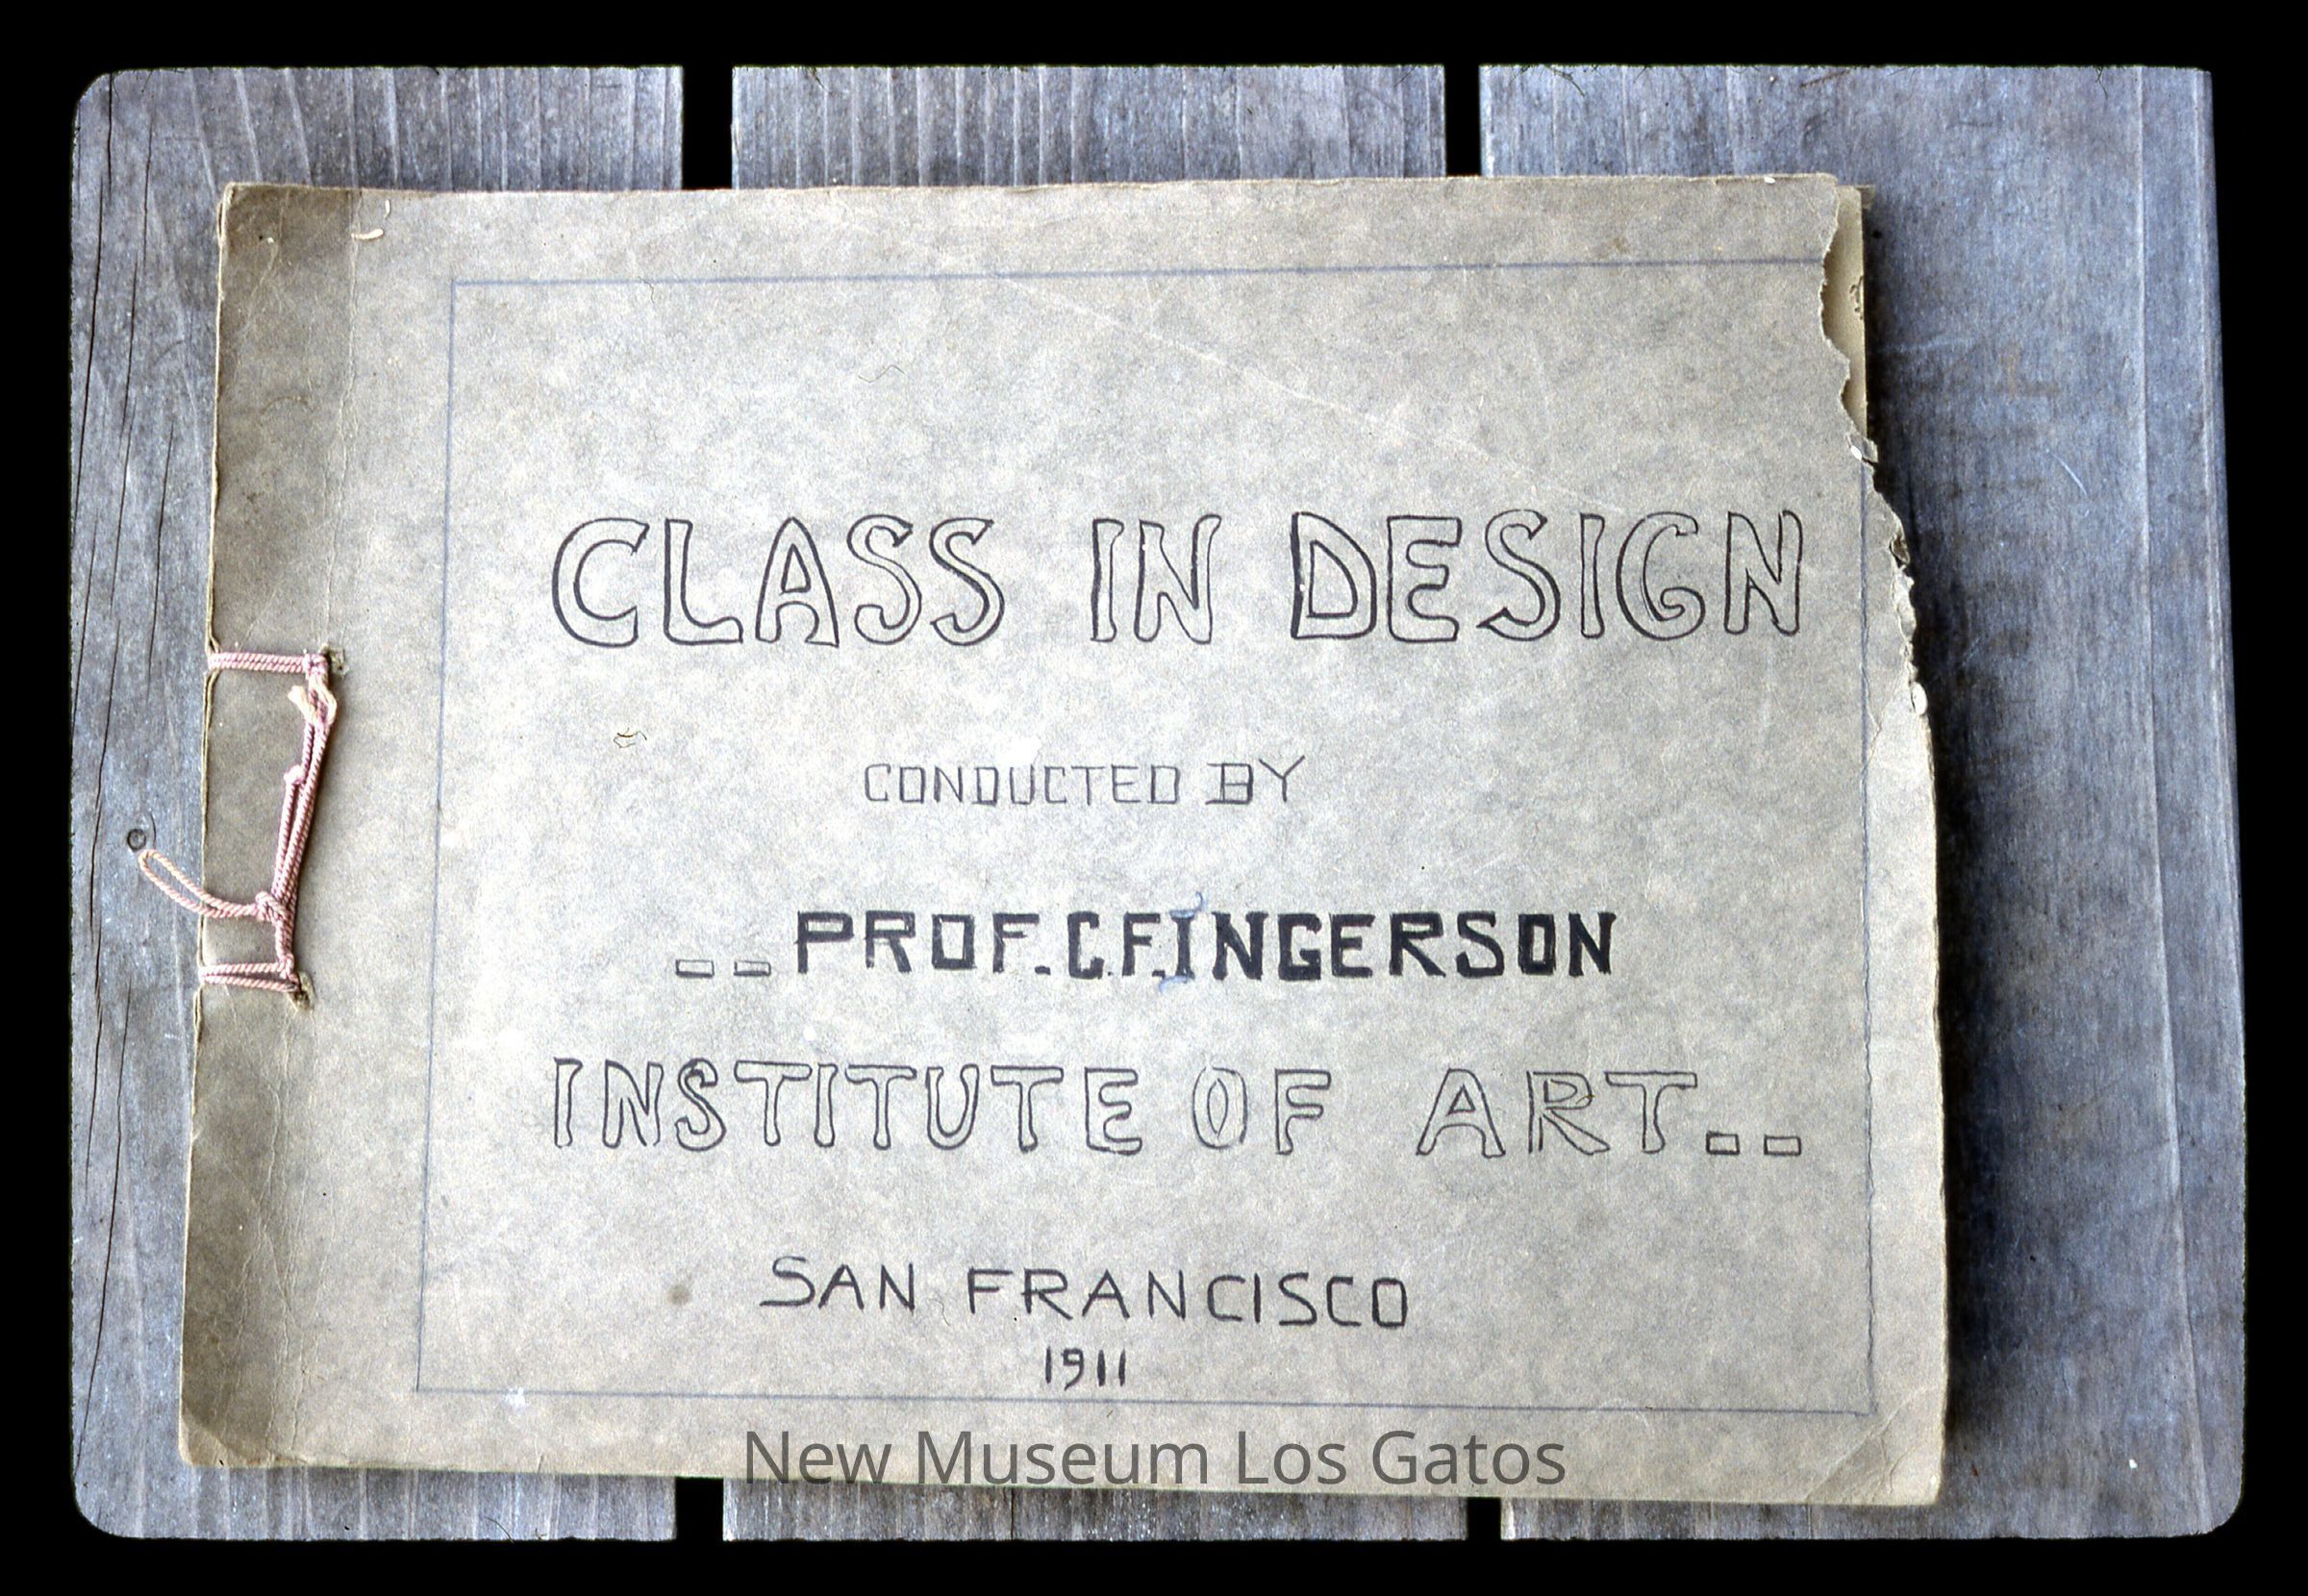 CLASS IN DESIGN
CONDUCTED BY
-- PROF. C.F. INGERSON
INSTITUTE OF ART--
SAN FRANCISCO
1911
New Museum Los Gatos